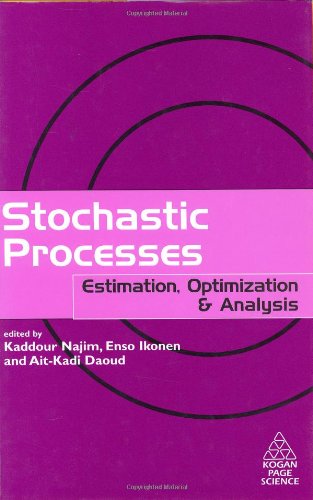 Stochastic
Processes
Estimation, Optimization
& Analysis
edited by
Kaddour Najim, Enso Ikonen
and Ait-Kadi Daoud
KOGAN
PAGE
SCIENCE